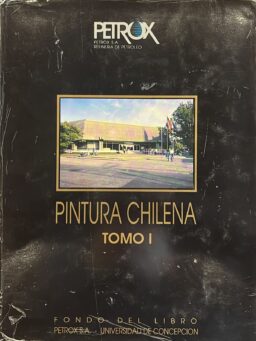 PETROX
PETROX S.A.
REFINERIA DE PETROLEO
PINTURA CHILENA
TOMO I
FONDO DEL LIBRO
PETROX S.A. - UNIVERSIDAD DE CONCEPCION